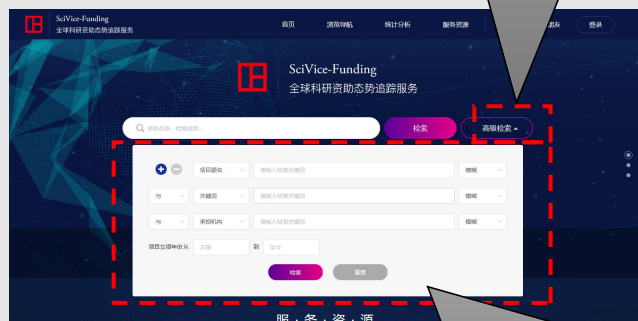 SciVice-Funding
全球科研资助态势追踪服务
首页 浏览导航 统计分析 服务资源 登录
SciVice-Funding
全球科研资助态势追踪服务
检索 高级检索
项目题名 请输入检索关键词 模糊
与 关键词 请输入检索关键词 模糊
与 承担机构 请输入检索关键词 模糊
项目立项年份从 不限 到 至今
检索 重置
服·务·资·源